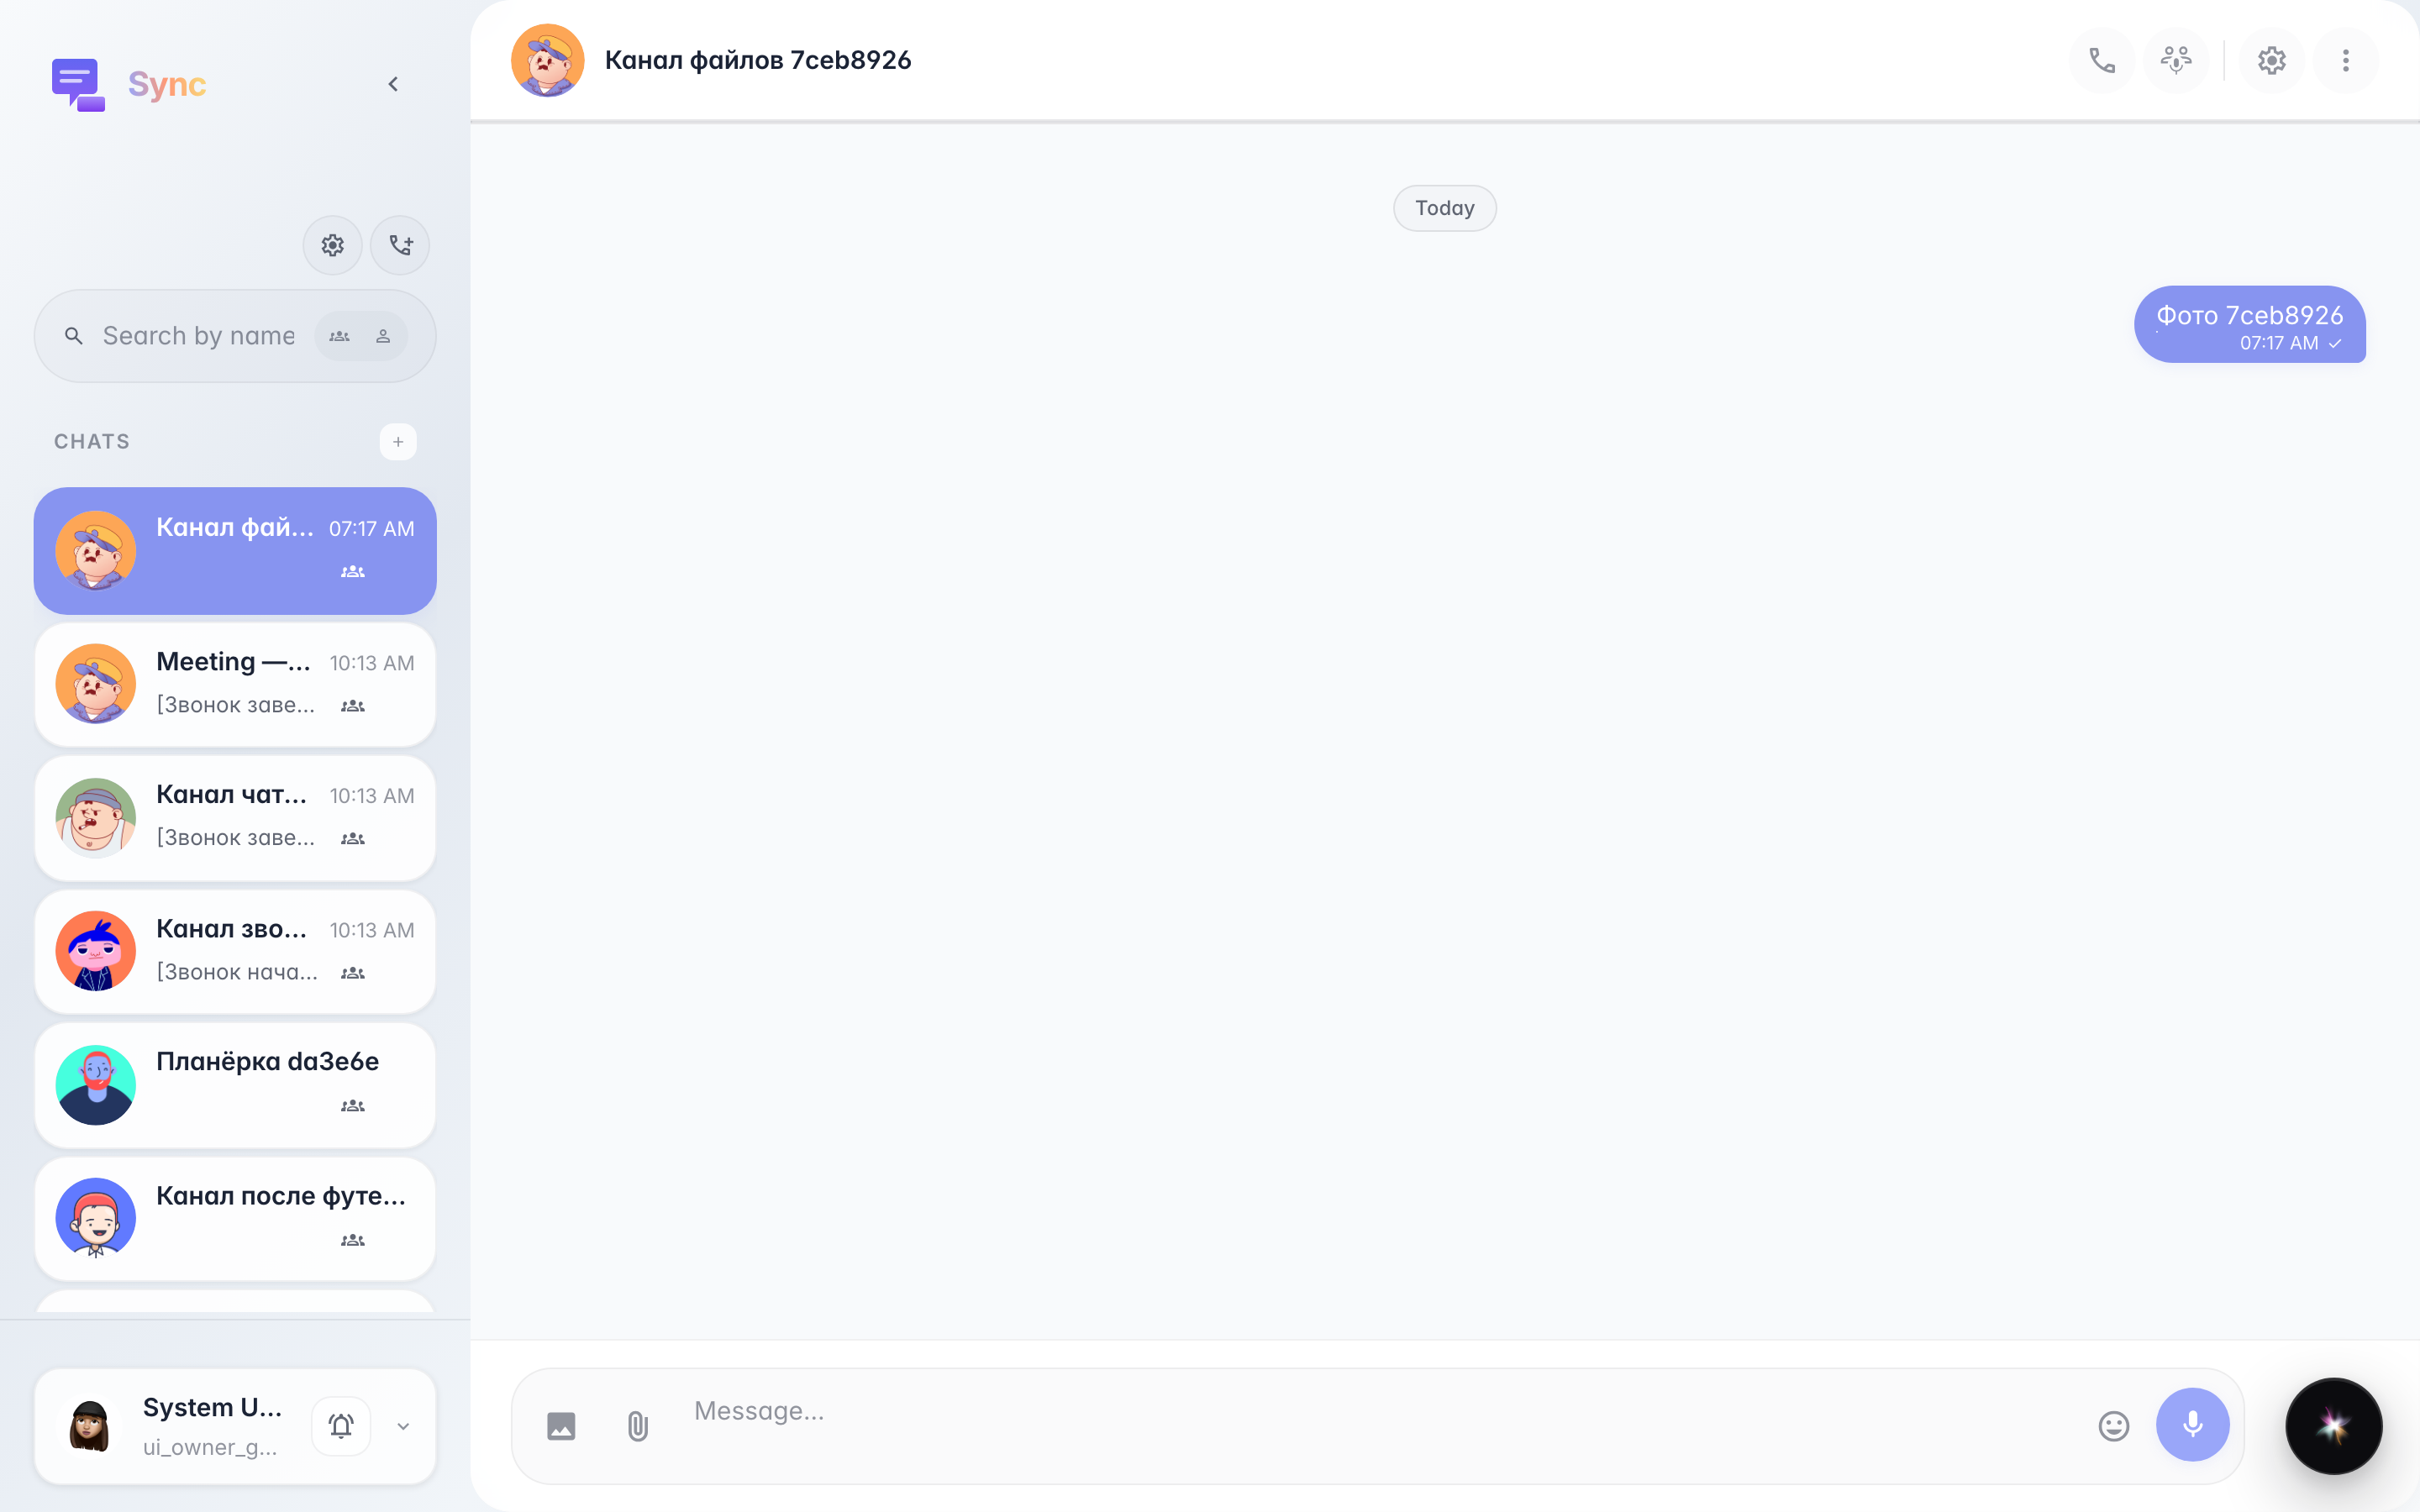 Sync
Search by name
CHATS
Канал фай... 07:17 AM
Meeting —... 10:13 AM
[Звонок заве...
Канал чат... 10:13 AM
[Звонок заве...
Канал зво... 10:13 AM
[Звонок нача...
Планёрка da3e6e
Канал после футе...
System U...
ui_owner_g...
Канал файлов 7ceb8926
Today
Фото 7ceb8926
07:17 AM
Message...